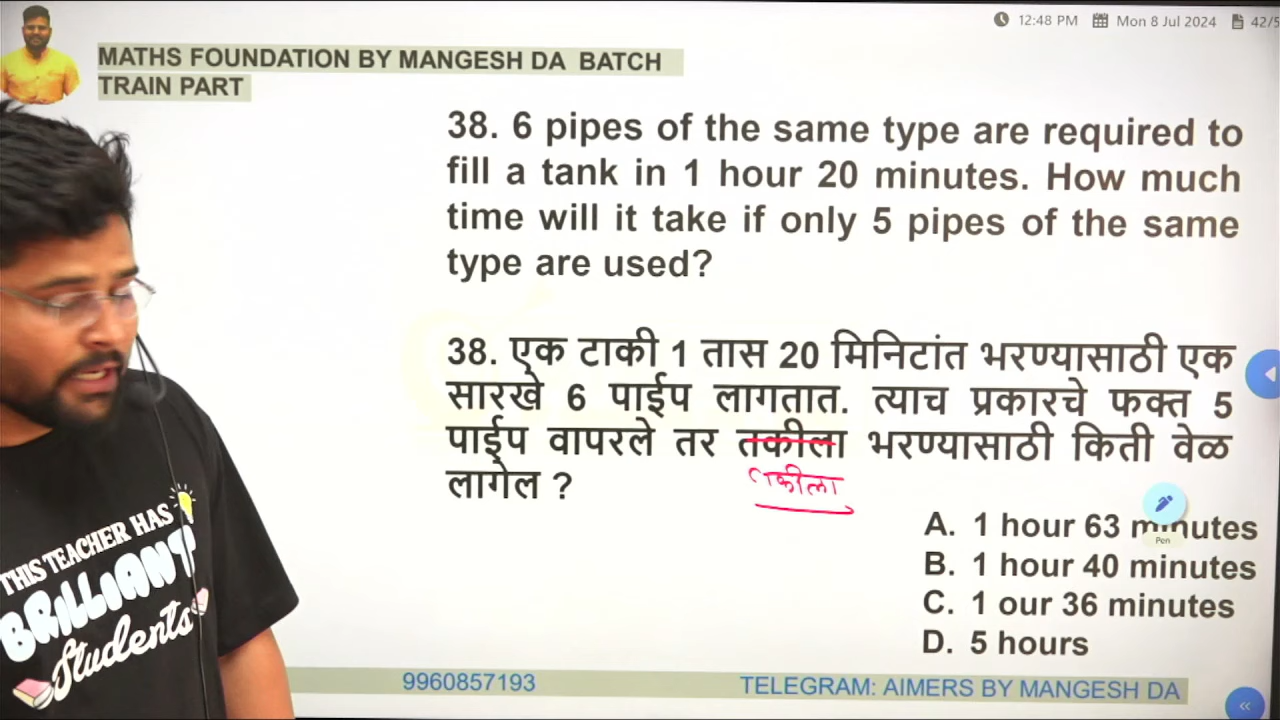 12:48 PM Mon 8 Jul 2024 42/5
MATHS FOUNDATION BY MANGESH DA BATCH
TRAIN PART
38. 6 pipes of the same type are required to
fill a tank in 1 hour 20 minutes. How much
time will it take if only 5 pipes of the same
type are used?
38. एक टाकी 1 तास 20 मिनिटांत भरण्यासाठी एक
सारखे 6 पाईप लागतात. त्याच प्रकारचे फक्त 5
पाईप वापरले तर तकीला भरण्यासाठी किती वेळ
लागेल ?
A. 1 hour 63 minutes
Pen
B. 1 hour 40 minutes
C. 1 our 36 minutes
D. 5 hours
THIS TEACHER HAS
BRILLIANT
Students
9960857193
TELEGRAM: AIMERS BY MANGESH DA